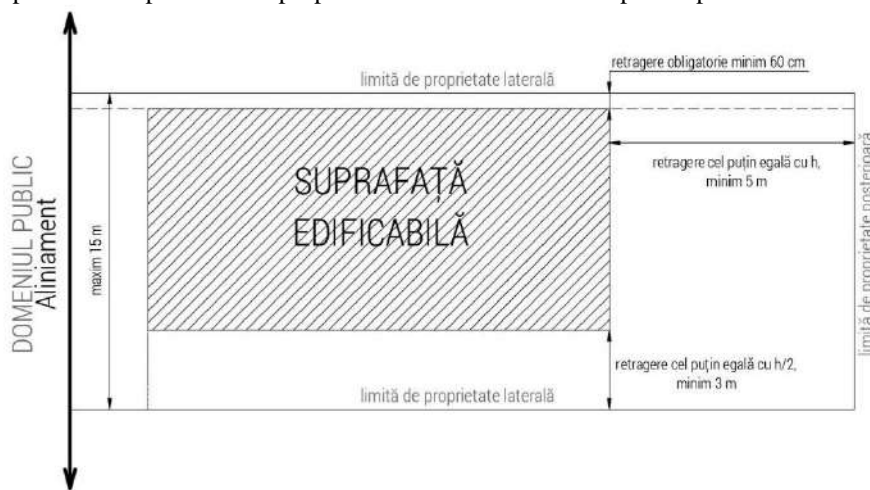 retragere obligatorie minim 60 cm
limită de proprietate laterală
DOMENIUL PUBLIC
Aliniament
maxim 15 m
SUPRAFAȚĂ
EDIFICABILĂ
retragere cel puțin egală cu h,
minim 5 m
limită de proprietate posterioară
retragere cel puțin egală cu h/2,
minim 3 m
limită de proprietate laterală